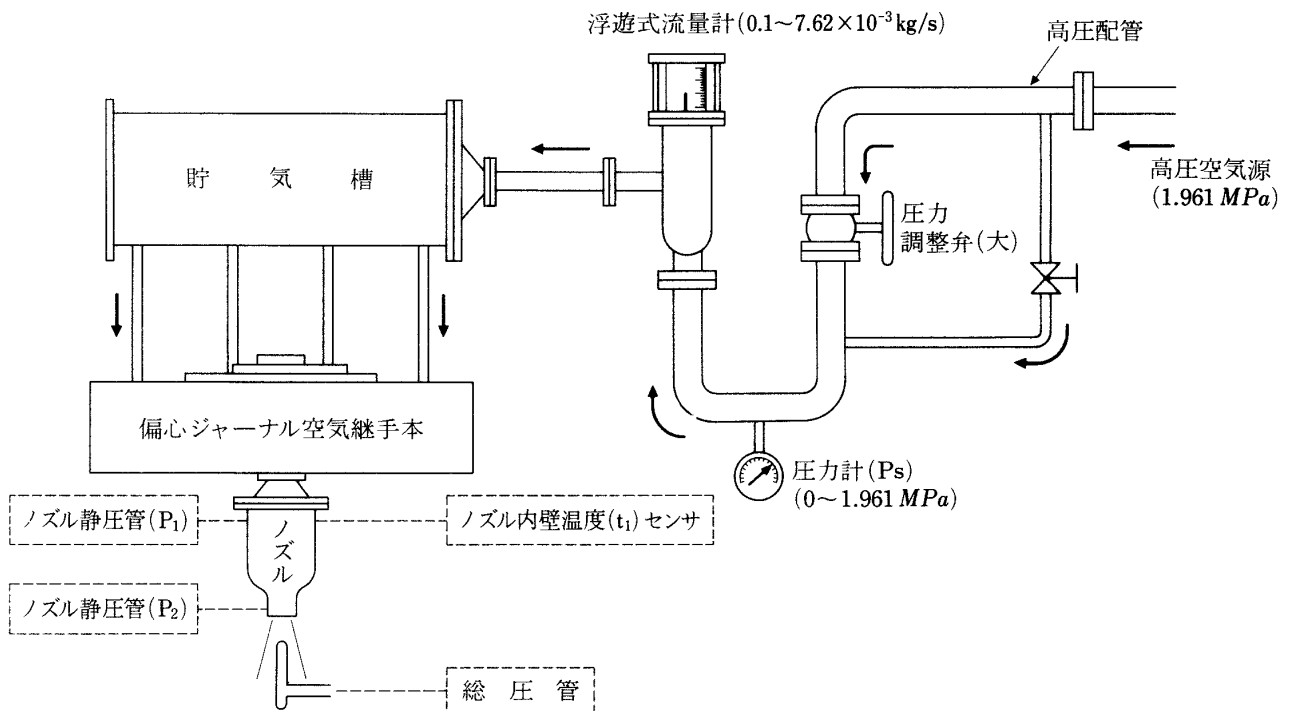 浮遊式流量計(0.1～7.62×10⁻³kg/s)
高圧配管
貯気槽
高圧空気源
(1.961 MPa)
圧力
調整弁(大)
偏心ジャーナル空気継手本
圧力計(Ps)
(0～1.961 MPa)
ノズル静圧管(P₁)
ノズル
ノズル内壁温度(t₁)センサ
ノズル静圧管(P₂)
総圧管